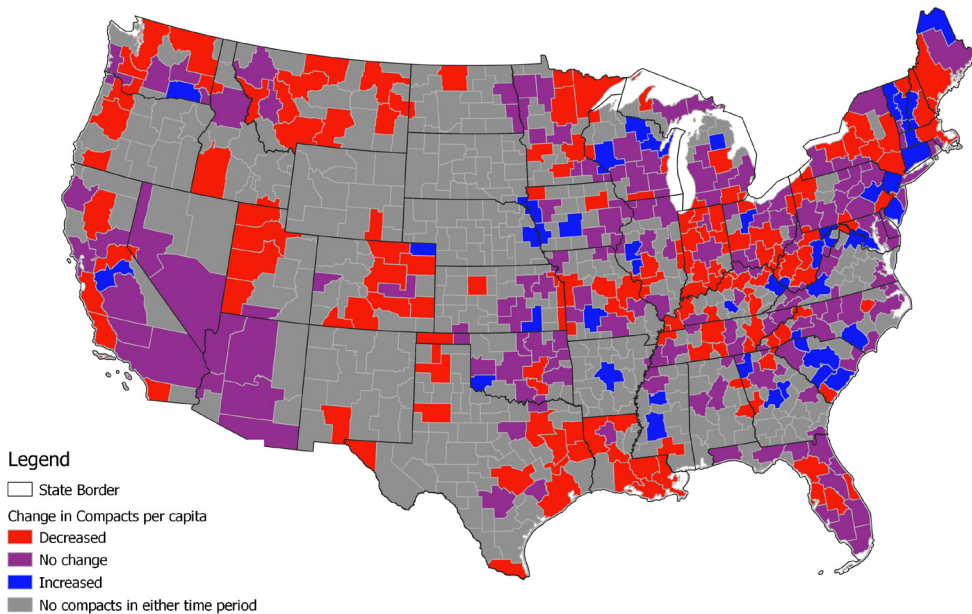 Legend
State Border
Change in Compacts per capita
Decreased
No change
Increased
No compacts in either time period